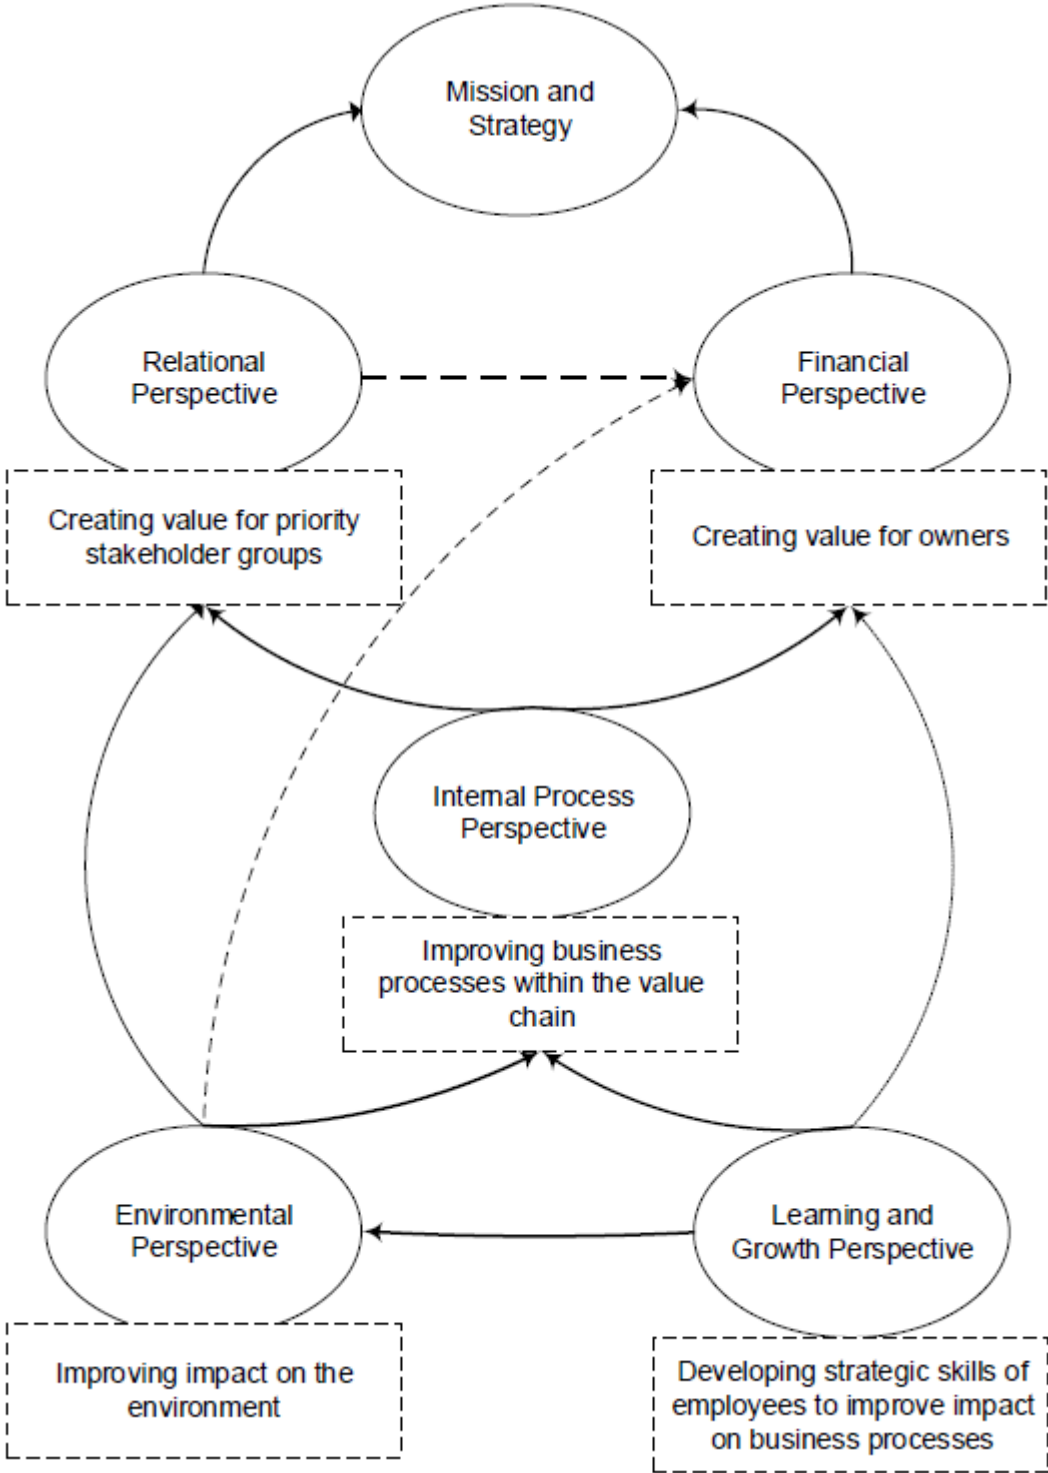 Mission and
Strategy
Relational
Perspective
Financial
Perspective
Creating value for priority
stakeholder groups
Creating value for owners
Internal Process
Perspective
Improving business
processes within the value
chain
Environmental
Perspective
Learning and
Growth Perspective
Improving impact on the
environment
Developing strategic skills of
employees to improve impact
on business processes